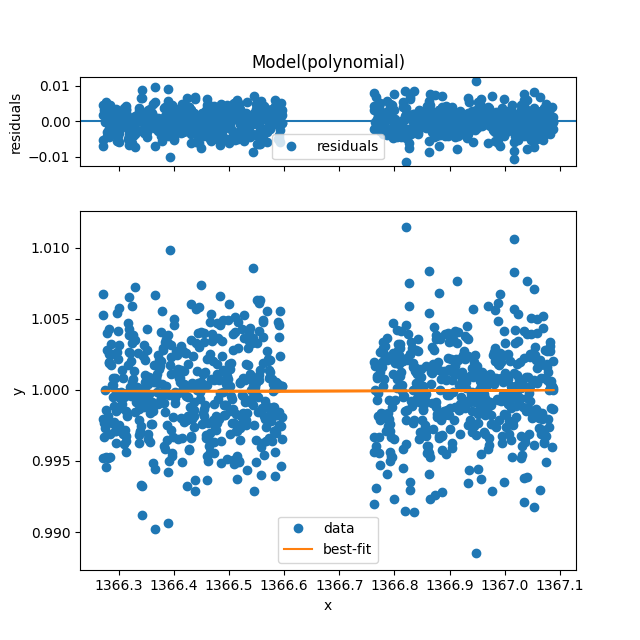 Model(polynomial)
0.01
0.00
−0.01
residuals
residuals
1.010
1.005
1.000
0.995
0.990
y
data
best-fit
1366.3 1366.4 1366.5 1366.6 1366.7 1366.8 1366.9 1367.0 1367.1
x